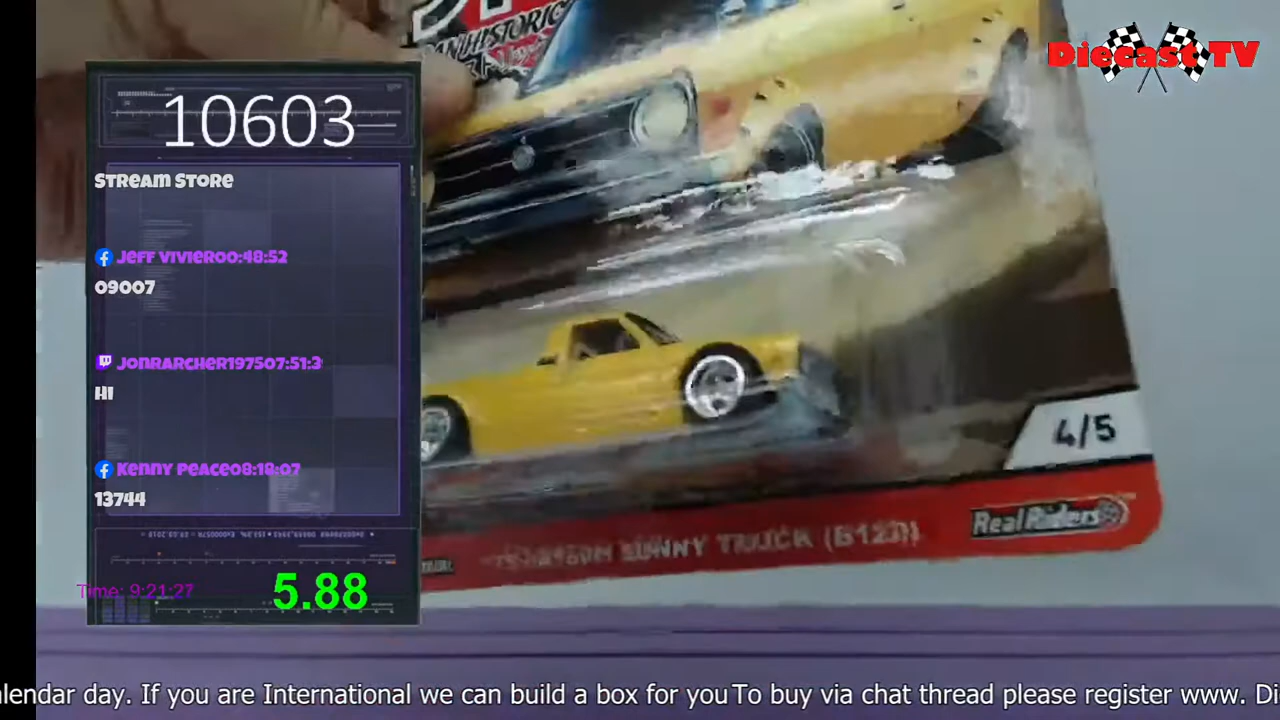 Diecast TV
10603
Stream Store
Jeff Viviero0:48:52
09007
JonRArcher197507:51:3
HI
Kenny Peace08:18:07
13744
Time: 9:21:27
5.88
4/5
Real Riders
SUNNY TRUCK (B120)
alendar day. If you are International we can build a box for you To buy via chat thread please register www. Di